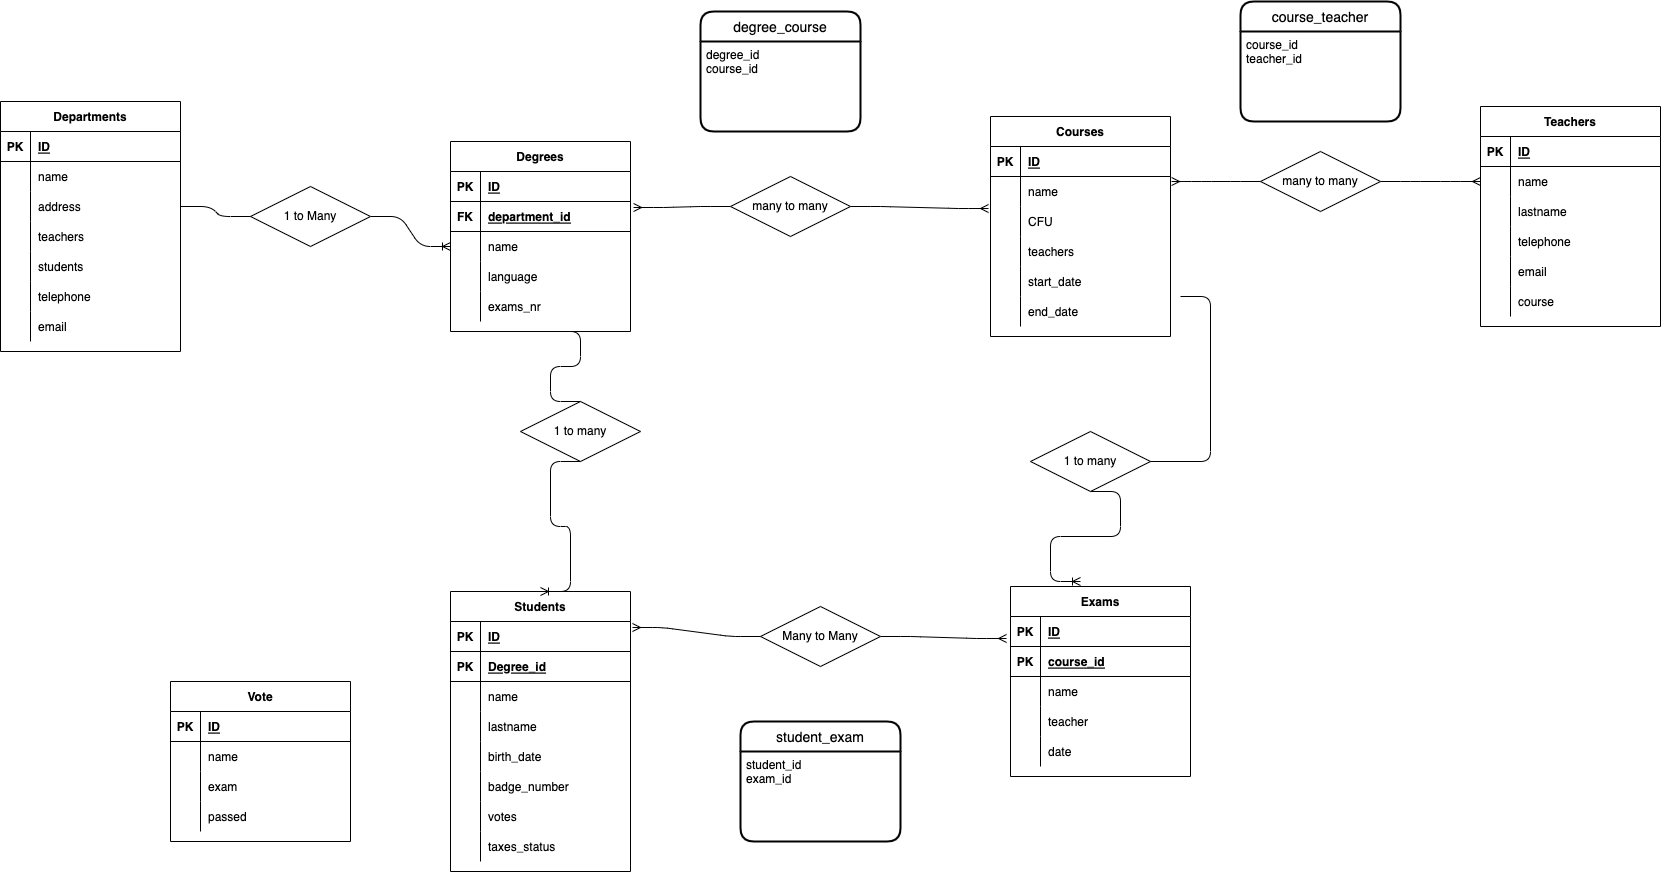 degree_course
degree_id
course_id
course_teacher
course_id
teacher_id
Departments
PK ID
name
address
teachers
students
telephone
email
1 to Many
Degrees
PK ID
FK department_id
name
language
exams_nr
many to many
Courses
PK ID
name
CFU
teachers
start_date
end_date
many to many
Teachers
PK ID
name
lastname
telephone
email
course
1 to many
1 to many
Students
PK ID
PK Degree_id
name
lastname
birth_date
badge_number
votes
taxes_status
Many to Many
Exams
PK ID
PK course_id
name
teacher
date
Vote
PK ID
name
exam
passed
student_exam
student_id
exam_id